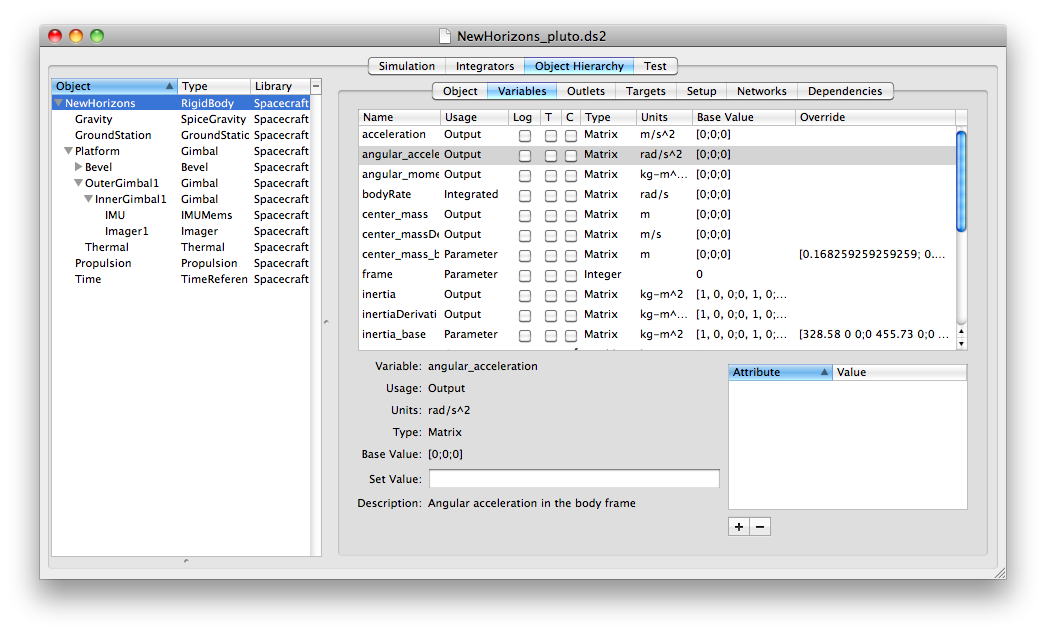 NewHorizons_pluto.ds2
Simulation Integrators Object Hierarchy Test
Object Type Library
NewHorizons RigidBody Spacecraft
Gravity SpiceGravity Spacecraft
GroundStation GroundStatic Spacecraft
Platform Gimbal Spacecraft
Bevel Bevel Spacecraft
OuterGimbal1 Gimbal Spacecraft
InnerGimbal1 Gimbal Spacecraft
IMU IMUMems Spacecraft
Imager1 Imager Spacecraft
Thermal Thermal Spacecraft
Propulsion Propulsion Spacecraft
Time TimeReferen Spacecraft
Object Variables Outlets Targets Setup Networks Dependencies
Name Usage Log T C Type Units Base Value Override
acceleration Output Matrix m/s^2 [0;0;0]
angular_accele Output Matrix rad/s^2 [0;0;0]
angular_mome Output Matrix kg-m^... [0;0;0]
bodyRate Integrated Matrix rad/s [0;0;0]
center_mass Output Matrix m [0;0;0]
center_massDe Output Matrix m/s [0;0;0]
center_mass_b Parameter Matrix m [0;0;0] [0.168259259259259; 0....
frame Parameter Integer 0
inertia Output Matrix kg-m^2 [1, 0, 0;0, 1, 0;...
inertiaDerivati Output Matrix kg-m^... [1, 0, 0;0, 1, 0;...
inertia_base Parameter Matrix kg-m^2 [1, 0, 0;0, 1, 0;... [328.58 0 0;0 455.73 0;0 ...
Variable: angular_acceleration
Usage: Output
Units: rad/s^2
Type: Matrix
Base Value: [0;0;0]
Set Value:
Description: Angular acceleration in the body frame
Attribute Value